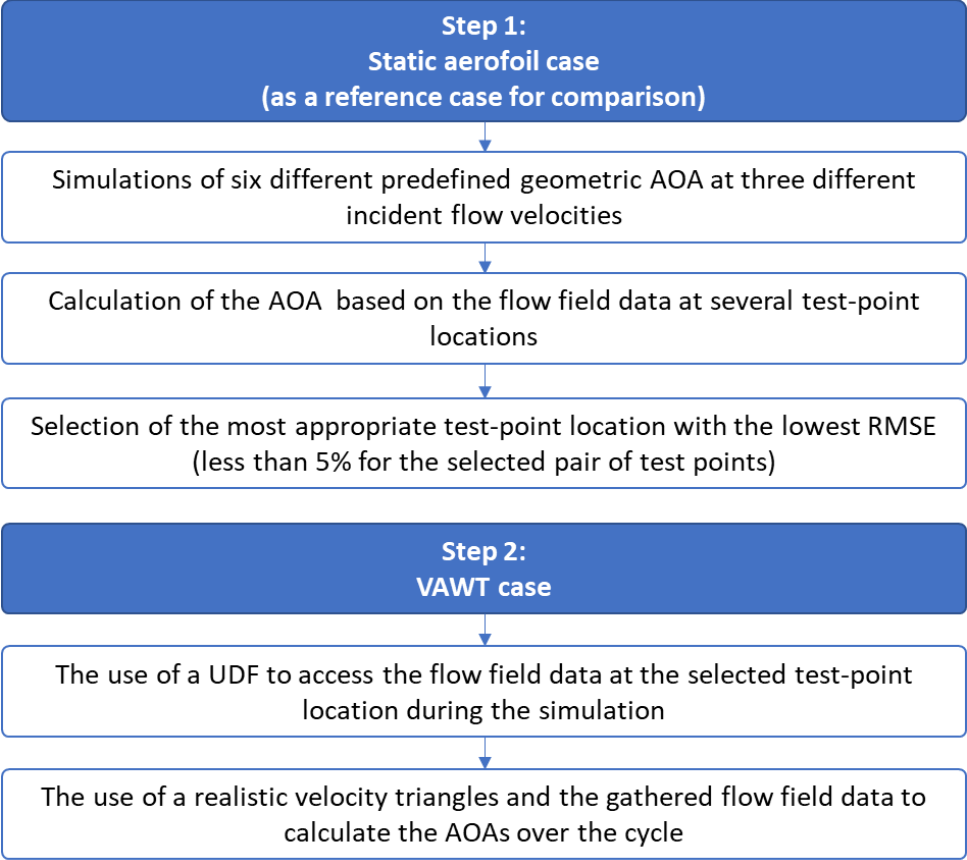 Step 1:
Static aerofoil case
(as a reference case for comparison)
Simulations of six different predefined geometric AOA at three different
incident flow velocities
Calculation of the AOA based on the flow field data at several test-point
locations
Selection of the most appropriate test-point location with the lowest RMSE
(less than 5% for the selected pair of test points)
Step 2:
VAWT case
The use of a UDF to access the flow field data at the selected test-point
location during the simulation
The use of a realistic velocity triangles and the gathered flow field data to
calculate the AOAs over the cycle